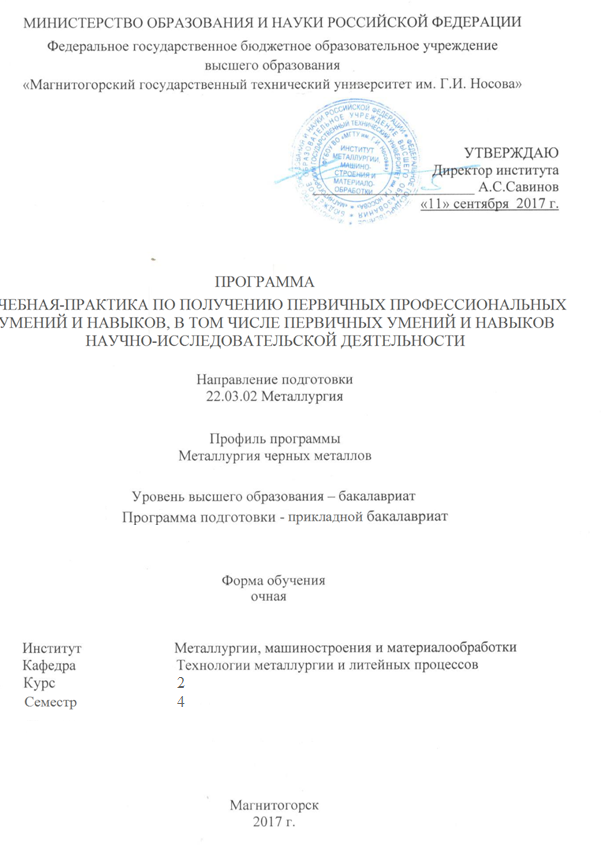 МИНИСТЕРСТВО ОБРАЗОВАНИЯ И НАУКИ РОССИЙСКОЙ ФЕДЕРАЦИИ
Федеральное государственное бюджетное образовательное учреждение
высшего образования
«Магнитогорский государственный технический университет им. Г.И. Носова»
ИНСТИТУТ
МЕТАЛЛУРГИИ,
МАШИНО-
СТРОЕНИЯ И
МАТЕРИАЛО-
ОБРАБОТКИ
УТВЕРЖДАЮ
Директор института
А.С.Савинов
«11» сентября 2017 г.
ПРОГРАММА
ЧЕБНАЯ-ПРАКТИКА ПО ПОЛУЧЕНИЮ ПЕРВИЧНЫХ ПРОФЕССИОНАЛЬНЫХ
УМЕНИЙ И НАВЫКОВ, В ТОМ ЧИСЛЕ ПЕРВИЧНЫХ УМЕНИЙ И НАВЫКОВ
НАУЧНО-ИССЛЕДОВАТЕЛЬСКОЙ ДЕЯТЕЛЬНОСТИ
Направление подготовки
22.03.02 Металлургия
Профиль программы
Металлургия черных металлов
Уровень высшего образования – бакалавриат
Программа подготовки - прикладной бакалавриат
Форма обучения
очная
Институт Металлургии, машиностроения и материалообработки
Кафедра Технологии металлургии и литейных процессов
Курс 2
Семестр 4
Магнитогорск
2017 г.